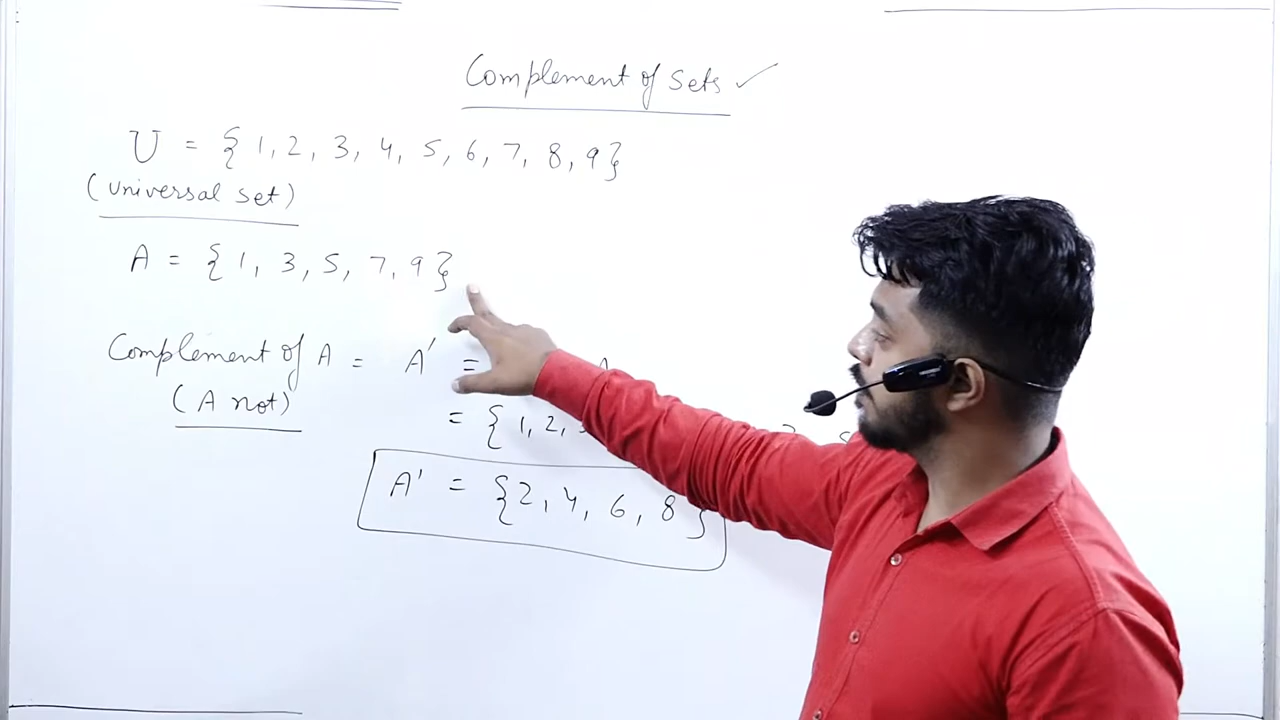 Complement of Sets ✓
U = { 1, 2, 3, 4, 5, 6, 7, 8, 9 }
(Universal set)
A = { 1, 3, 5, 7, 9 }
Complement of A = A' = A
(A not)
= { 1, 2,
A' = { 2, 4, 6, 8 }